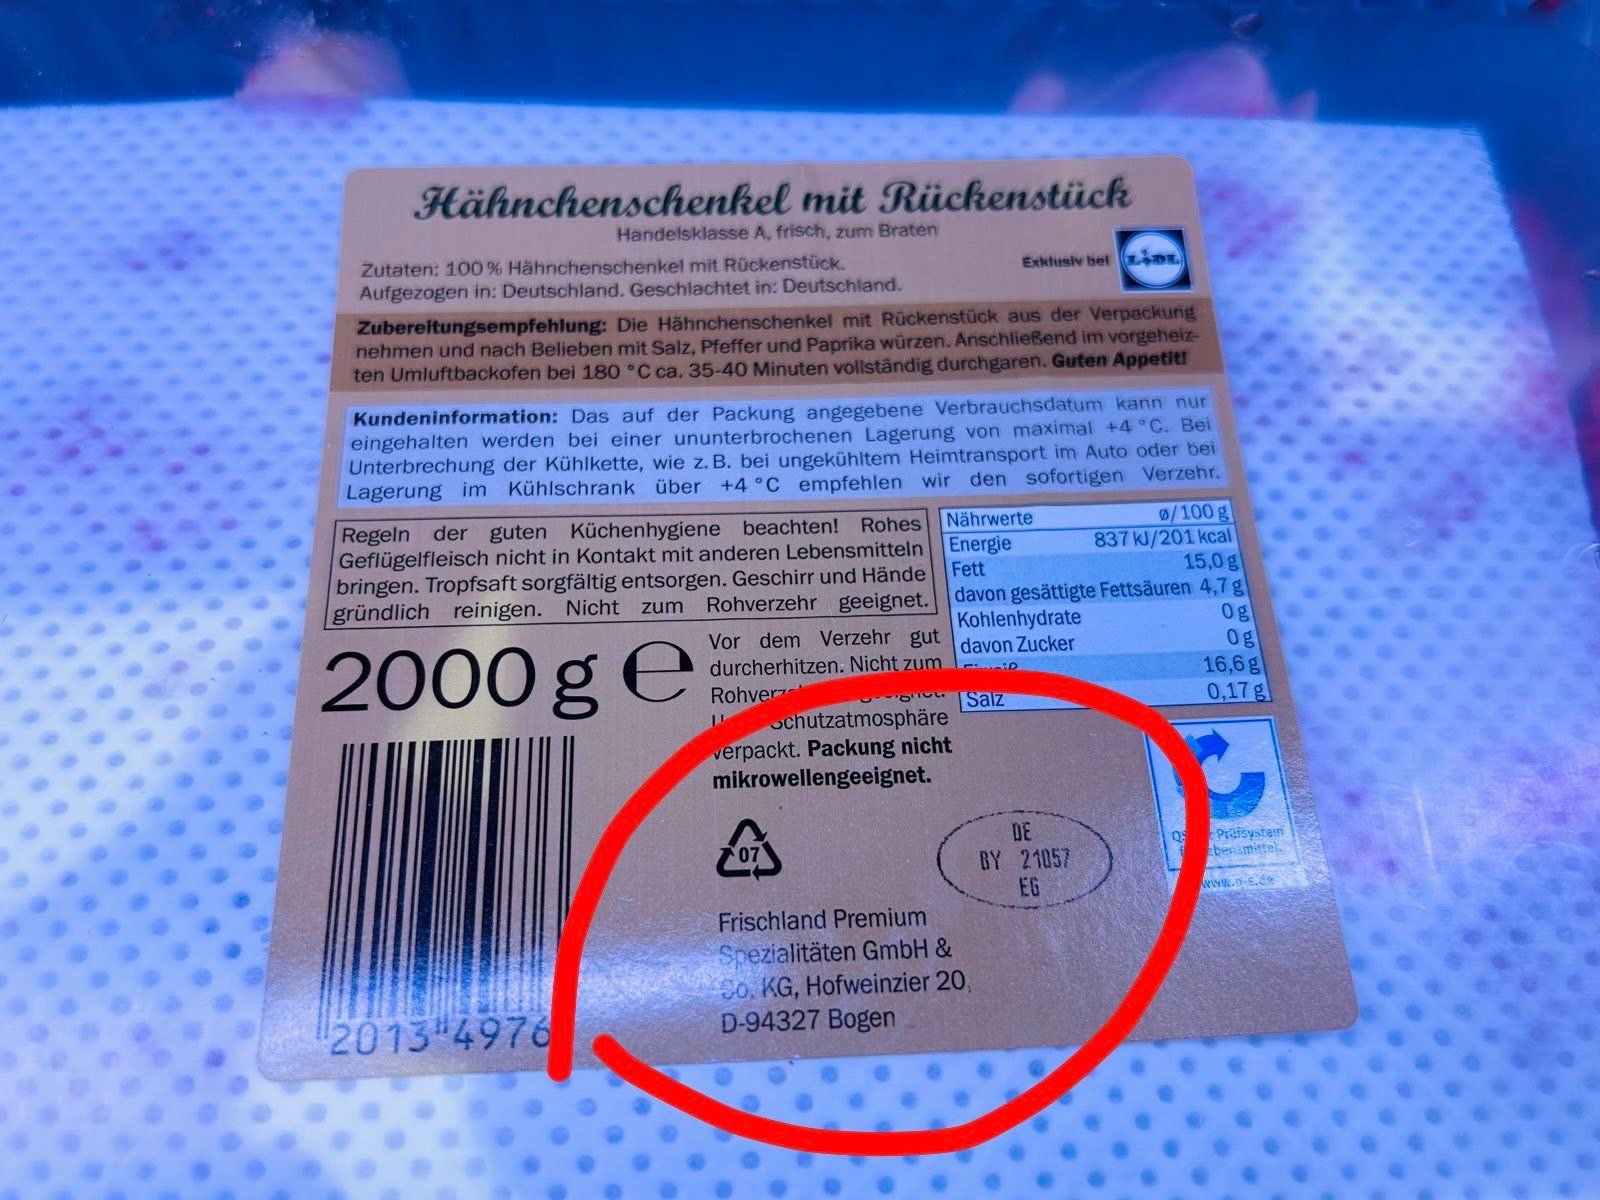 Hähnchenschenkel mit Rückenstück
Handelsklasse A, frisch, zum Braten
Zutaten: 100 % Hähnchenschenkel mit Rückenstück.
Aufgezogen in: Deutschland. Geschlachtet in: Deutschland.
Exklusiv bei
LIDL
Zubereitungsempfehlung: Die Hähnchenschenkel mit Rückenstück aus der Verpackung
nehmen und nach Belieben mit Salz, Pfeffer und Paprika würzen. Anschließend im vorgeheiz-
ten Umluftbackofen bei 180 °C ca. 35-40 Minuten vollständig durchgaren. Guten Appetit!
Kundeninformation: Das auf der Packung angegebene Verbrauchsdatum kann nur
eingehalten werden bei einer ununterbrochenen Lagerung von maximal +4 °C. Bei
Unterbrechung der Kühlkette, wie z. B. bei ungekühltem Heimtransport im Auto oder bei
Lagerung im Kühlschrank über +4 °C empfehlen wir den sofortigen Verzehr.
Regeln der guten Küchenhygiene beachten! Rohes
Geflügelfleisch nicht in Kontakt mit anderen Lebensmitteln
bringen. Tropfsaft sorgfältig entsorgen. Geschirr und Hände
gründlich reinigen. Nicht zum Rohverzehr geeignet.
Nährwerte ø/100 g
Energie 837 kJ/201 kcal
Fett 15,0 g
davon gesättigte Fettsäuren 4,7 g
Kohlenhydrate 0 g
davon Zucker 0 g
16,6 g
Salz 0,17 g
2000 g e
Vor dem Verzehr gut
durcherhitzen. Nicht zum
Schutzatmosphäre
verpackt. Packung nicht
mikrowellengeeignet.
07
DE
BY 21057
EG
Prüfsystem
www.q-s.de
Frischland Premium
Spezialitäten GmbH &
KG, Hofweinzier 20,
D-94327 Bogen
2013 4976